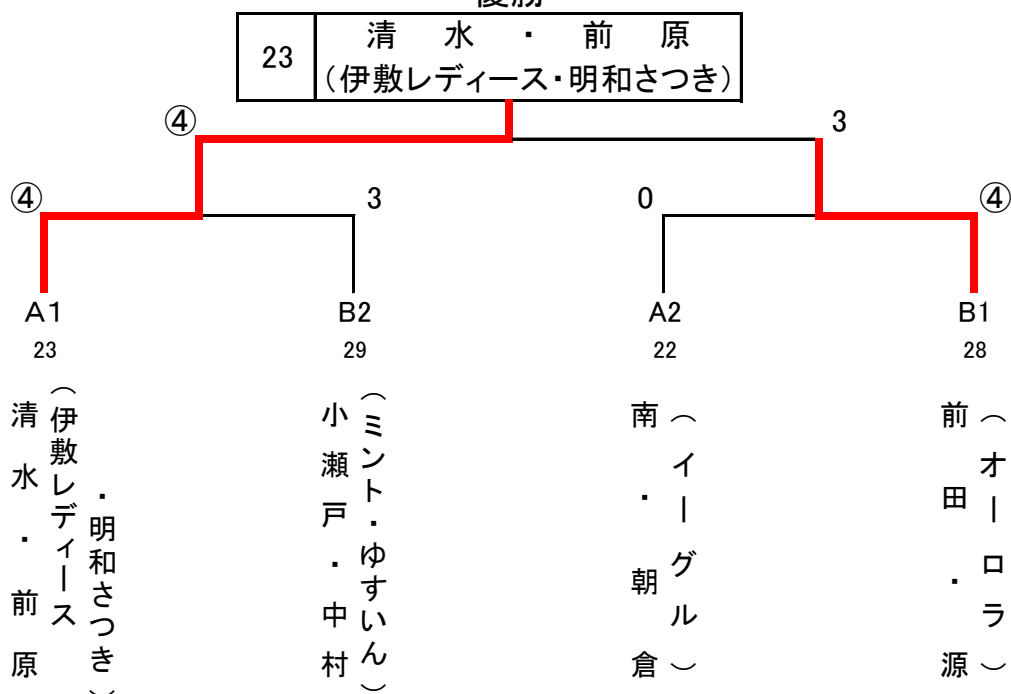 優勝
23
清水・前原
(伊敷レディース・明和さつき)
④
3
④
3
0
④
A1
B2
A2
B1
23
29
22
28
清水・前原
(伊敷レディース
・明和さつき)
小瀬戸・中村
(ミント・ゆすいん)
南・朝倉
(イーグル)
前田・源
(オーロラ)